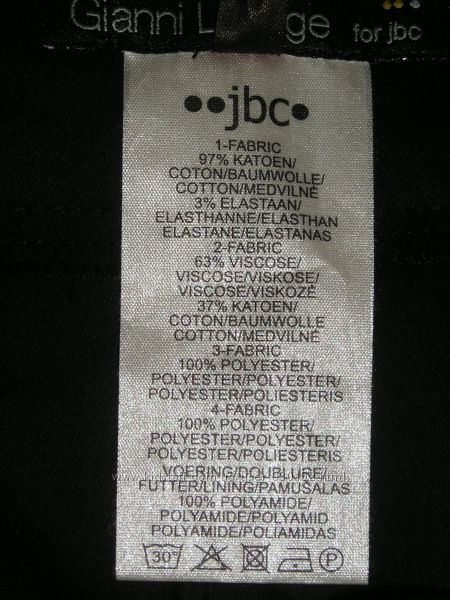 Gianni L ge for jbc
••jbc•
1-FABRIC
97% KATOEN/
COTON/BAUMWOLLE/
COTTON/MEDVILNĖ
3% ELASTAAN/
ELASTHANNE/ELASTHAN
ELASTANE/ELASTANAS
2-FABRIC
63% VISCOSE/
VISCOSE/VISKOSE/
VISCOSE/VISKOZĖ
37% KATOEN/
COTON/BAUMWOLLE
COTTON/MEDVILNĖ
3-FABRIC
100% POLYESTER/
POLYESTER/POLYESTER/
POLYESTER/POLIESTERIS
4-FABRIC
100% POLYESTER/
POLYESTER/POLYESTER/
POLYESTER/POLIESTERIS
VOERING/DOUBLURE/
FUTTER/LINING/PAMUŠALAS
100% POLYAMIDE/
POLYAMIDE/POLYAMID
POLYAMIDE/POLIAMIDAS
30° P